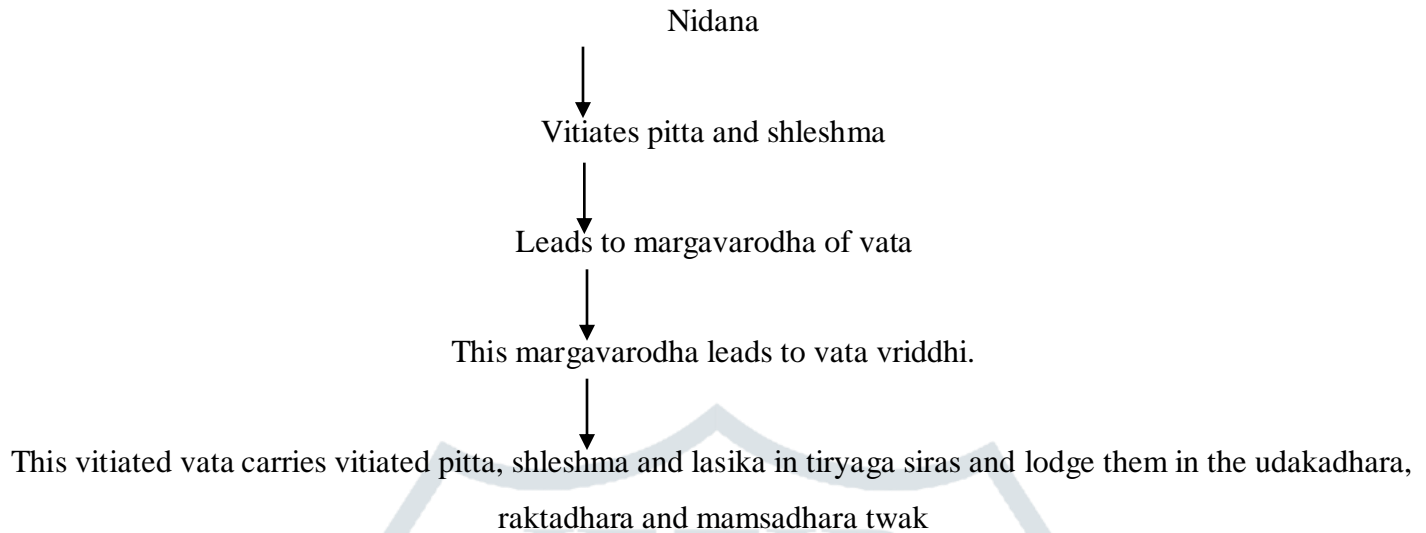 Nidana
Vitiates pitta and shleshma
Leads to margavarodha of vata
This margavarodha leads to vata vriddhi.
This vitiated vata carries vitiated pitta, shleshma and lasika in tiryaga siras and lodge them in the udakadhara,
raktadhara and mamsadhara twak